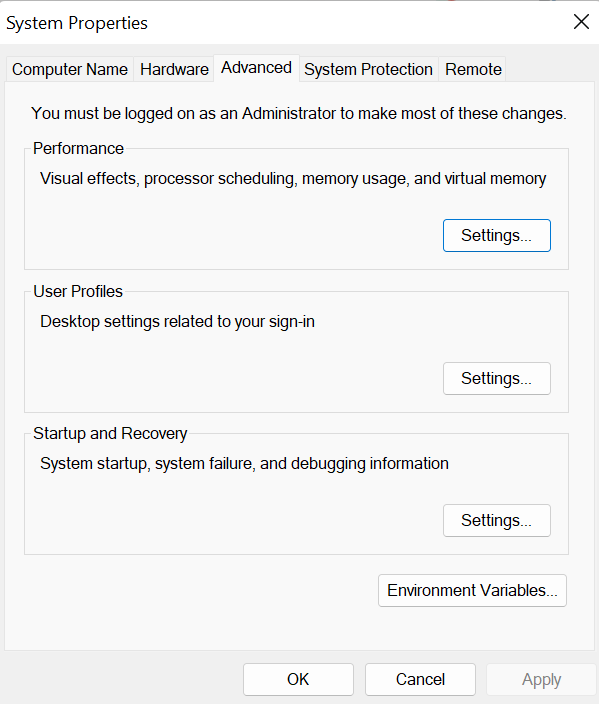 System Properties
Computer Name Hardware Advanced System Protection Remote
You must be logged on as an Administrator to make most of these changes.
Performance
Visual effects, processor scheduling, memory usage, and virtual memory
Settings...
User Profiles
Desktop settings related to your sign-in
Settings...
Startup and Recovery
System startup, system failure, and debugging information
Settings...
Environment Variables...
OK Cancel Apply